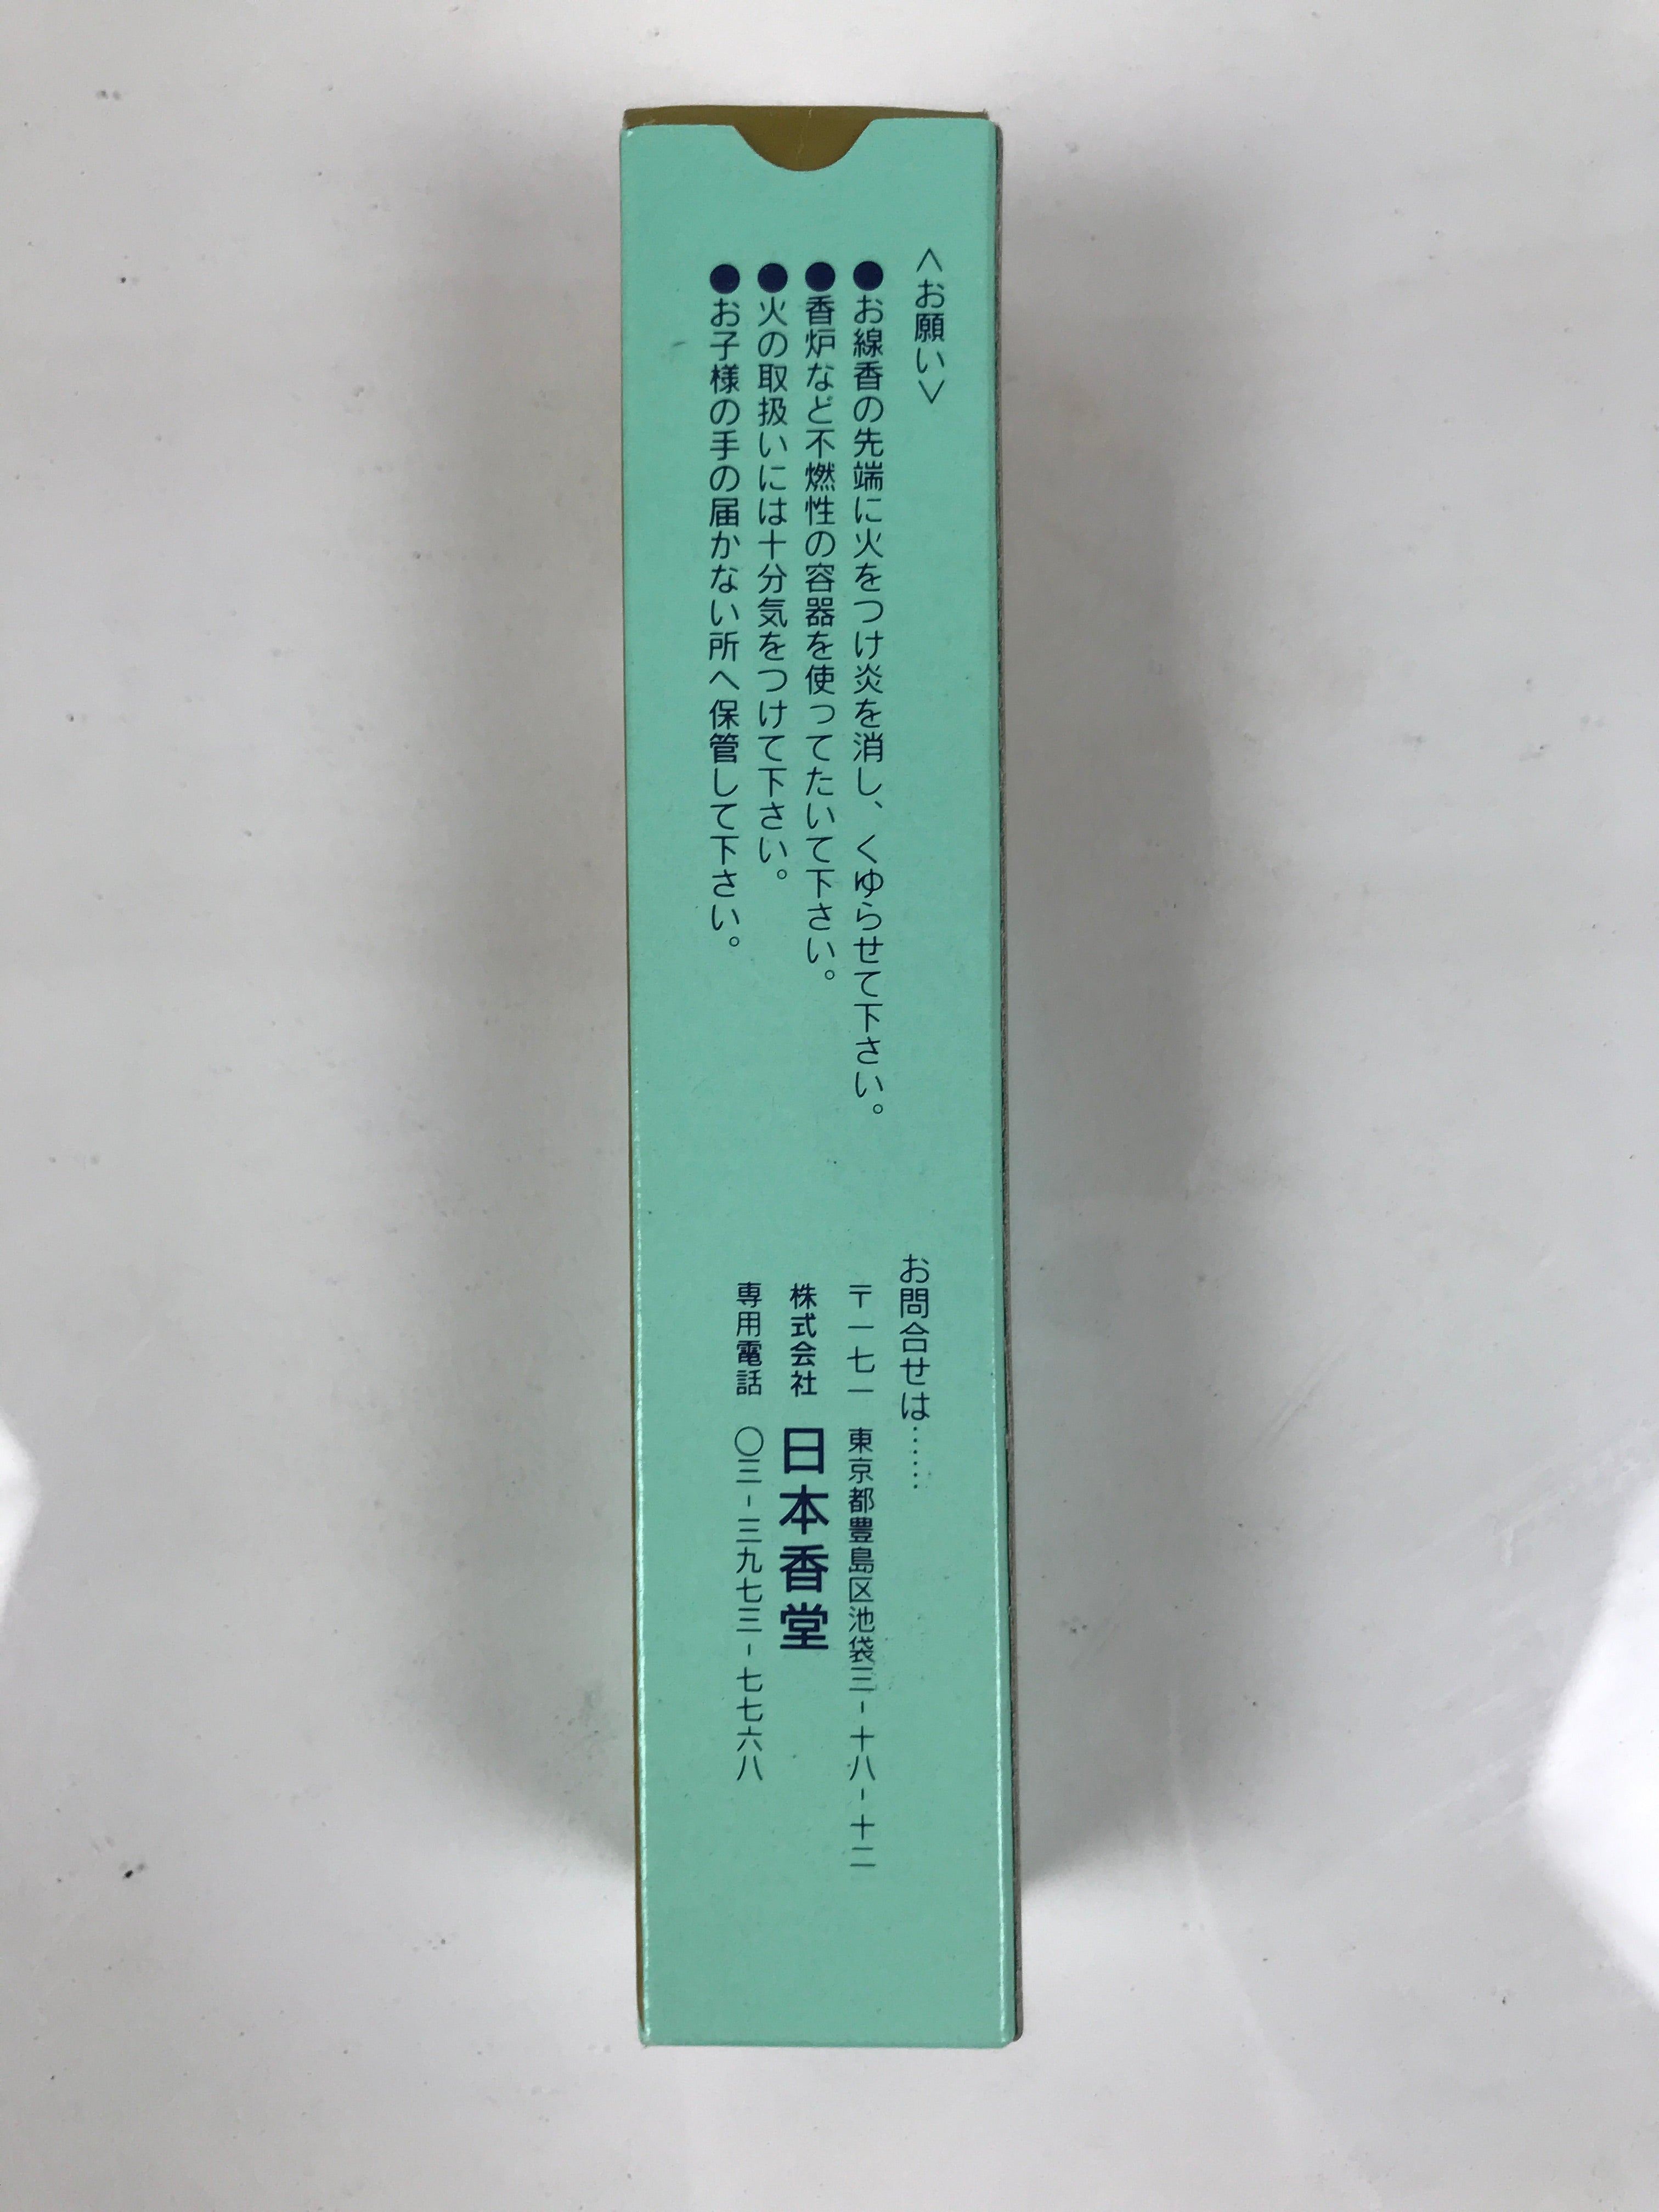 <お願い>
●お線香の先端に火をつけ炎を消し、くゆらせて下さい。
●香炉など不燃性の容器を使ってたいて下さい。
●火の取扱いには十分気をつけて下さい。
●お子様の手の届かない所へ保管して下さい。
お問合せは……
〒一七一 東京都豊島区池袋三-十八-十二
株式会社 日本香堂
専用電話 〇三-三九七三-七七六八